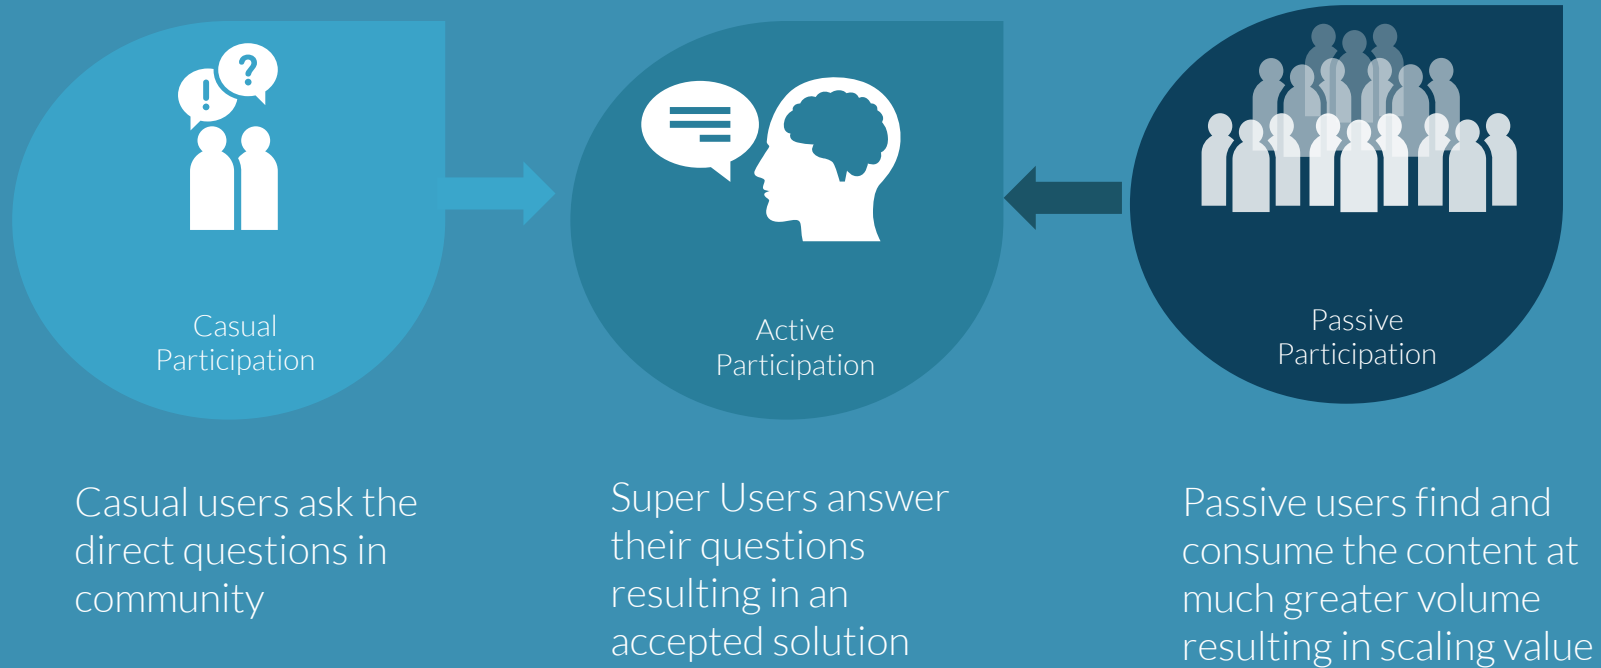 ?
!
Casual
Participation
Active
Participation
Passive
Participation
Casual users ask the
direct questions in
community
Super Users answer
their questions
resulting in an
accepted solution
Passive users find and
consume the content at
much greater volume
resulting in scaling value